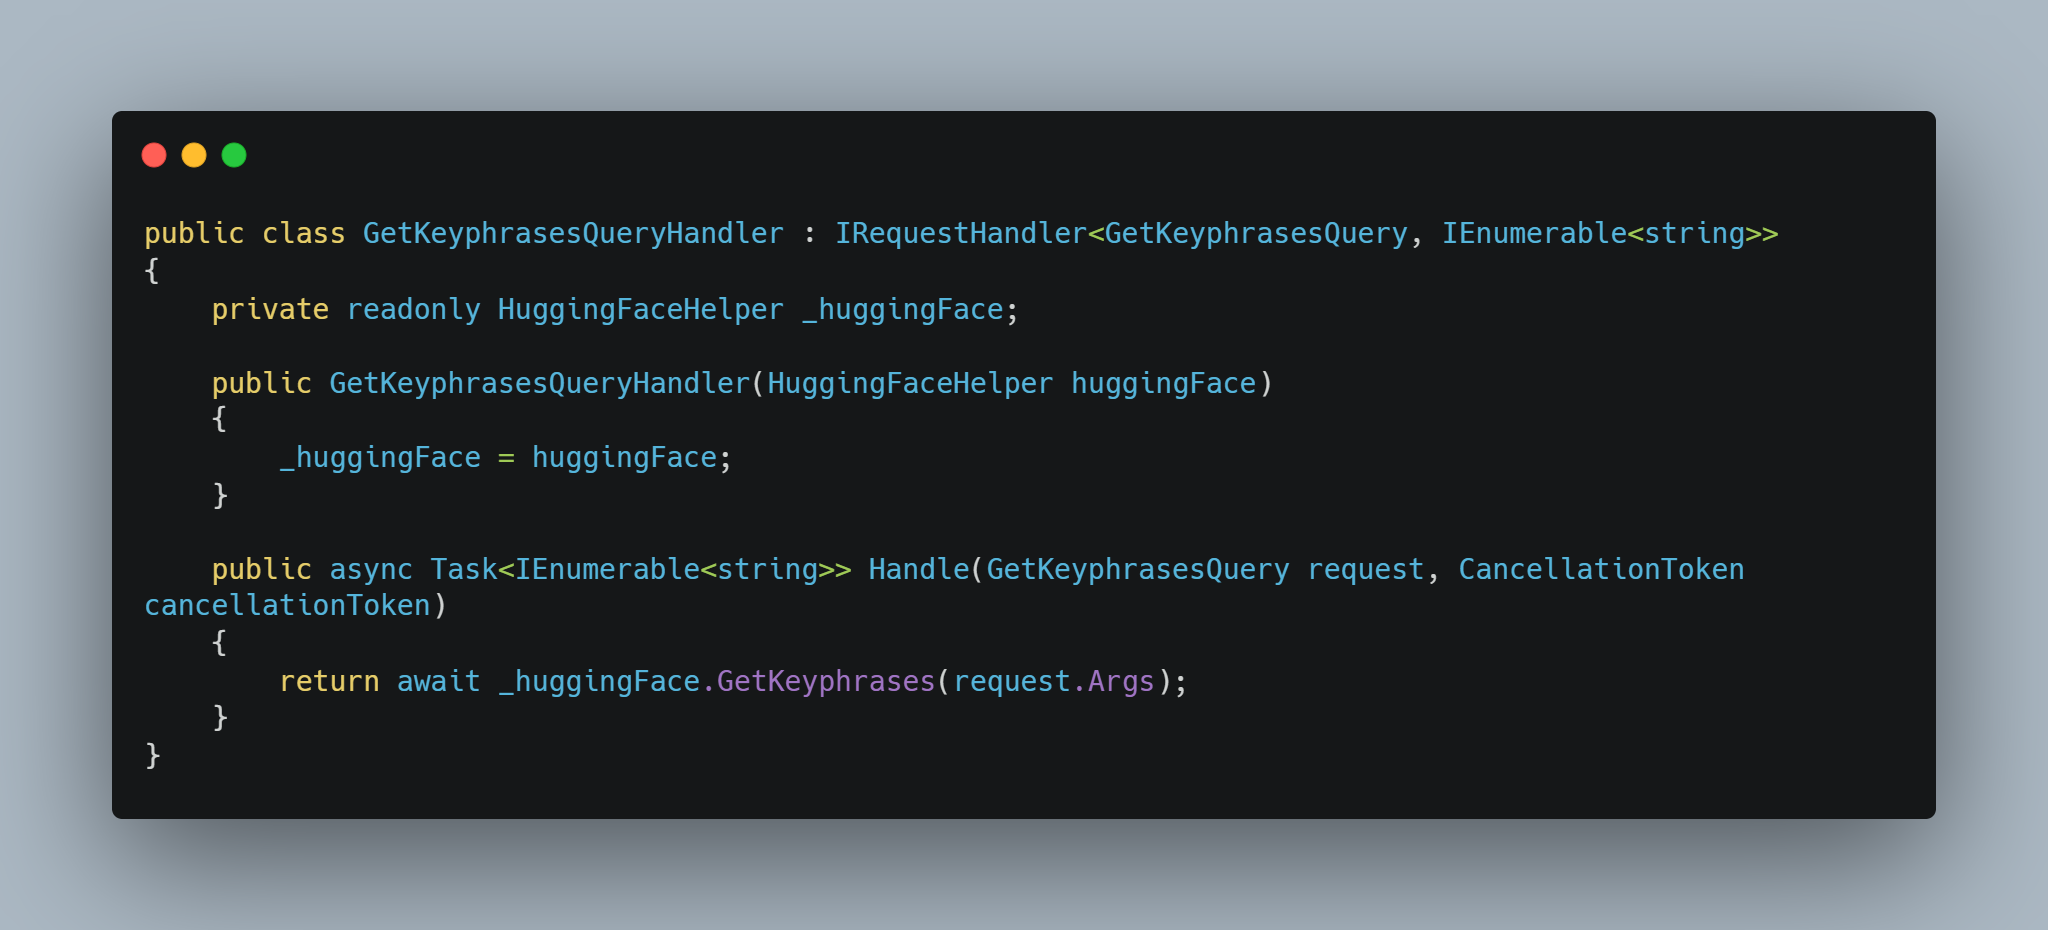 public class GetKeyphrasesQueryHandler : IRequestHandler<GetKeyphrasesQuery, IEnumerable<string>>
{
    private readonly HuggingFaceHelper _huggingFace;

    public GetKeyphrasesQueryHandler(HuggingFaceHelper huggingFace)
    {
        _huggingFace = huggingFace;
    }

    public async Task<IEnumerable<string>> Handle(GetKeyphrasesQuery request, CancellationToken
cancellationToken)
    {
        return await _huggingFace.GetKeyphrases(request.Args);
    }
}